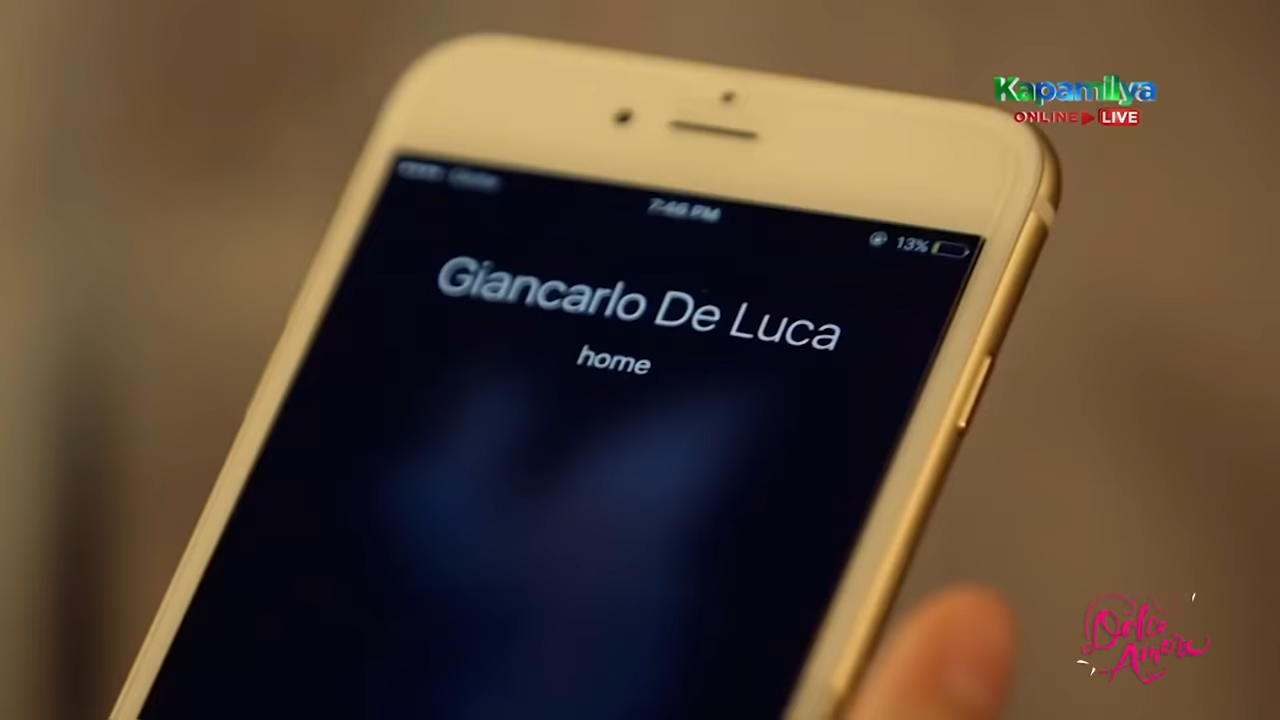 Kapamilya
ONLINE LIVE
7:46 PM
13%
Giancarlo De Luca
home
Dolce
Amore